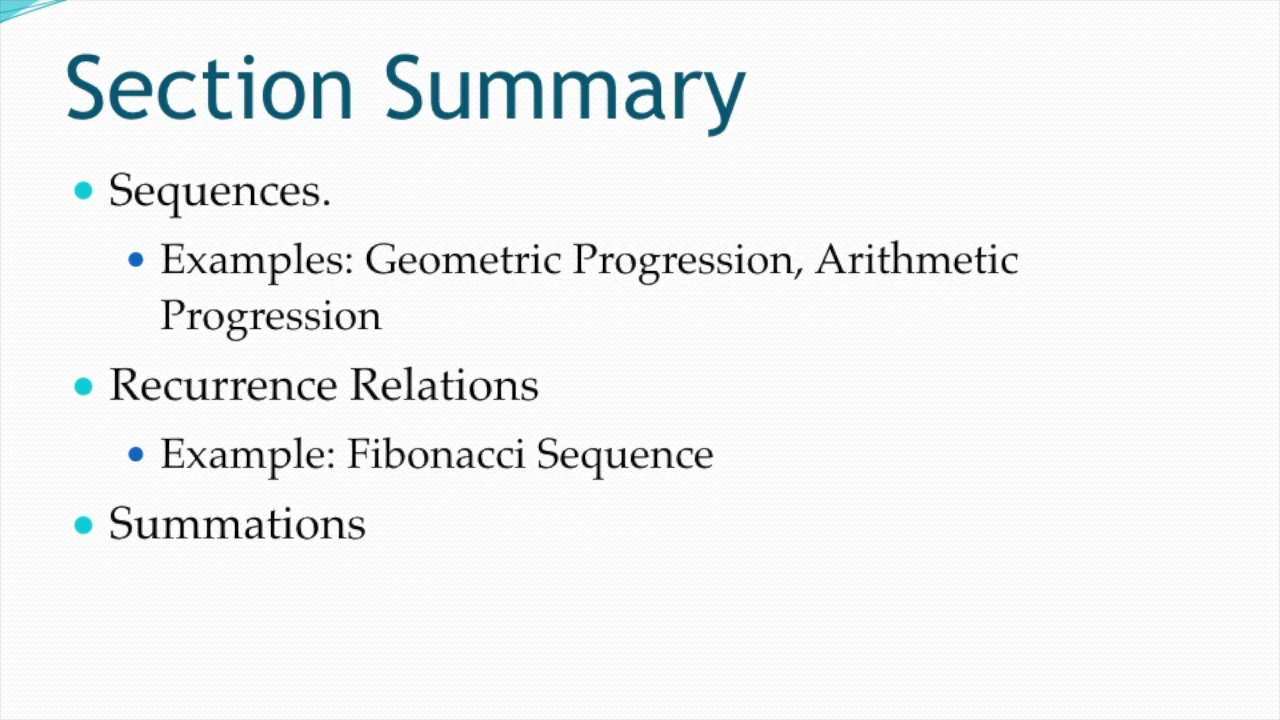 Section Summary
Sequences.
Examples: Geometric Progression, Arithmetic
Progression
Recurrence Relations
Example: Fibonacci Sequence
Summations